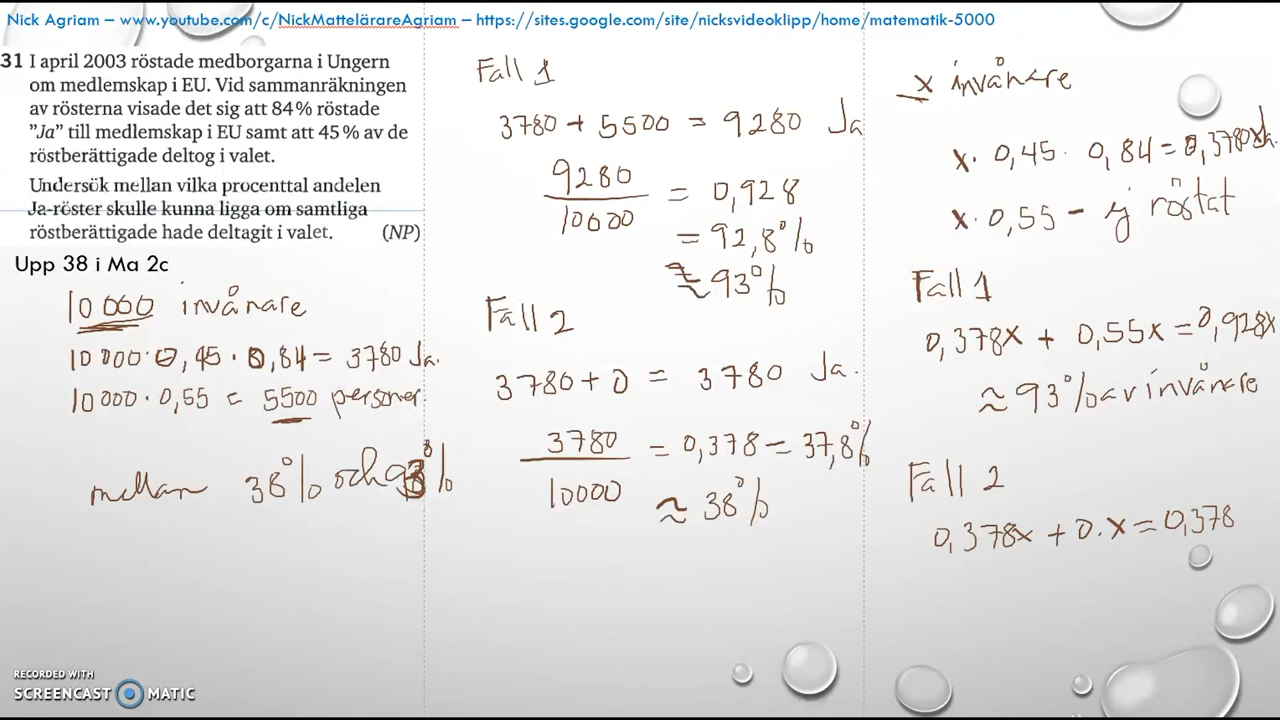 Nick Agriam – www.youtube.com/c/NickMattelärareAgriam – https://sites.google.com/site/nicksvideoklipp/home/matematik-5000
31 I april 2003 röstade medborgarna i Ungern
om medlemskap i EU. Vid sammanräkningen
av rösterna visade det sig att 84 % röstade
”Ja” till medlemskap i EU samt att 45 % av de
röstberättigade deltog i valet.
Undersök mellan vilka procenttal andelen
Ja-röster skulle kunna ligga om samtliga
röstberättigade hade deltagit i valet. (NP)
Upp 38 i Ma 2c
10 000 invånare
10 000 · 0,45 · 0,84 = 3780 Ja.
10 000 · 0,55 = 5500 personer.
mellan 38% och 93%
Fall 1
3780 + 5500 = 9280 Ja
9280
10000
= 0,928
= 92,8%
≈ 93%
Fall 2
3780 + 0 = 3780 Ja.
3780
10000
= 0,378 = 37,8%
≈ 38%
x invånare
x · 0,45 · 0,84 = 0,3780x Ja.
x · 0,55 – ej röstat
Fall 1
0,378x + 0,55x = 0,928x
≈ 93% av invånare
Fall 2
0,378x + 0·x = 0,378
RECORDED WITH
SCREENCAST MATIC